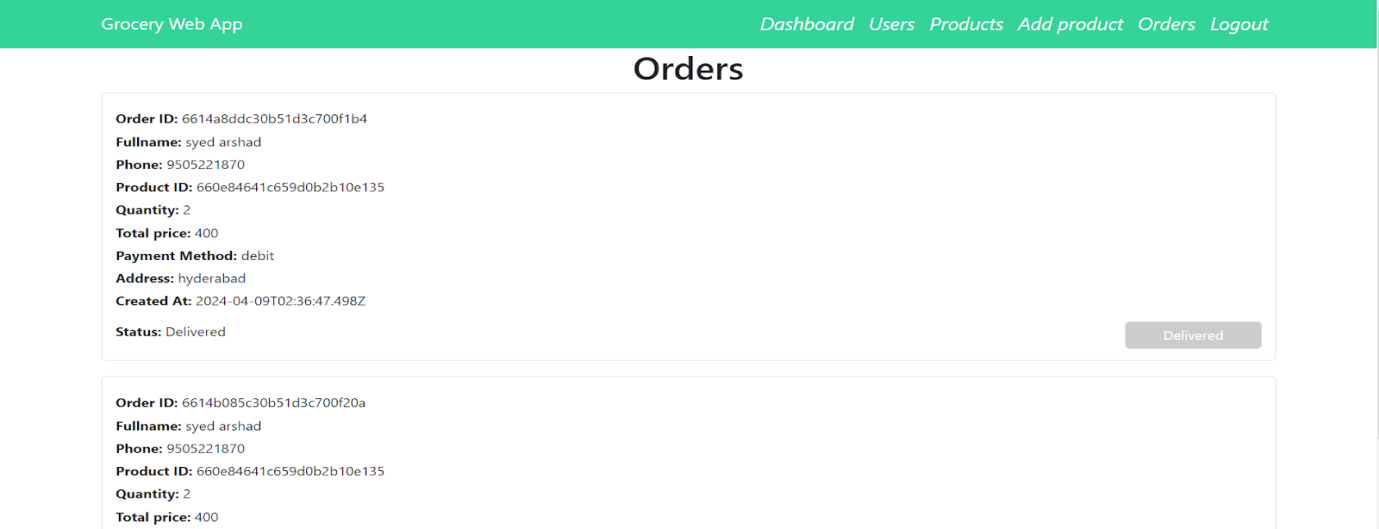 Grocery Web App Dashboard Users Products Add product Orders Logout
Orders
Order ID: 6614a8ddc30b51d3c700f1b4
Fullname: syed arshad
Phone: 9505221870
Product ID: 660e84641c659d0b2b10e135
Quantity: 2
Total price: 400
Payment Method: debit
Address: hyderabad
Created At: 2024-04-09T02:36:47.498Z
Status: Delivered Delivered
Order ID: 6614b085c30b51d3c700f20a
Fullname: syed arshad
Phone: 9505221870
Product ID: 660e84641c659d0b2b10e135
Quantity: 2
Total price: 400